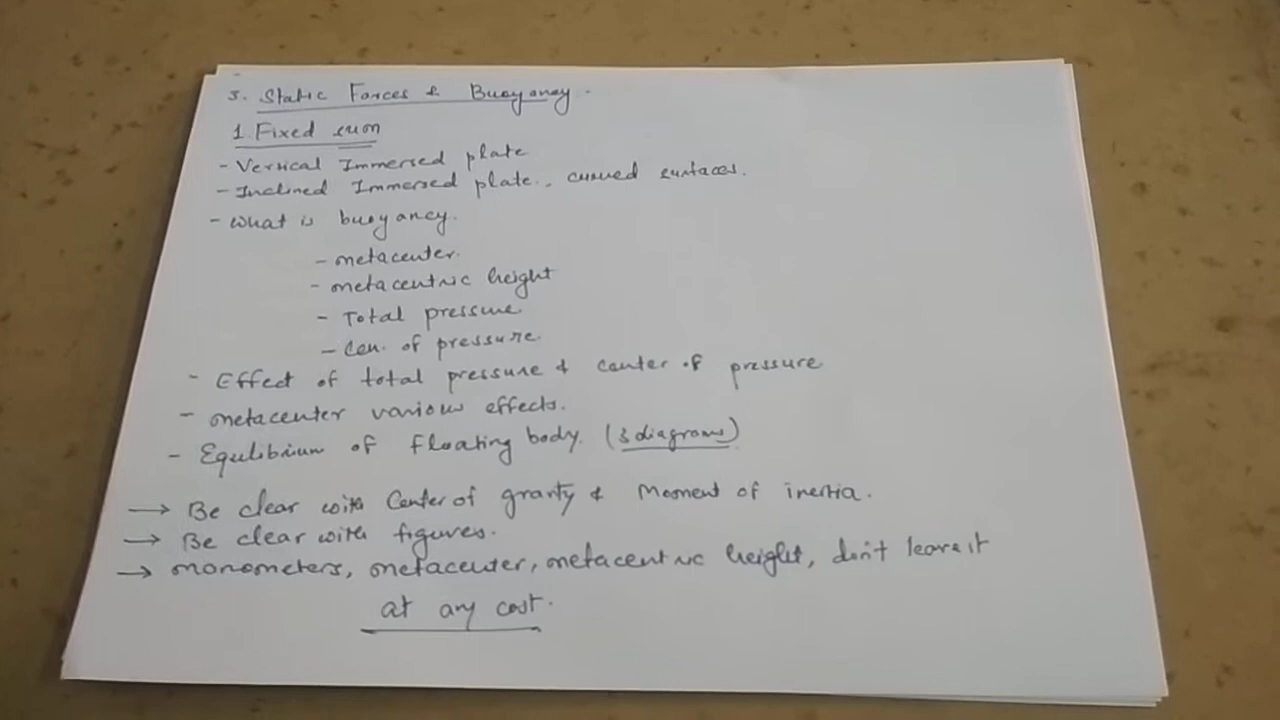 3. Static Forces & Buoyancy.
1. Fixed sum
- Vertical Immersed plate
- Inclined Immersed plate., curved surfaces.
- What is buoyancy.
- metacenter.
- metacentric height
- Total pressure
- Cen. of pressure.
- Effect of total pressure & center of pressure
- metacenter various effects.
- Equlibrium of floating body. (3 diagrams)
→ Be clear with Center of gravity & Moment of inertia.
→ Be clear with figures.
→ monometers, metacenter, metacentric height, don't leave it
at any cost.